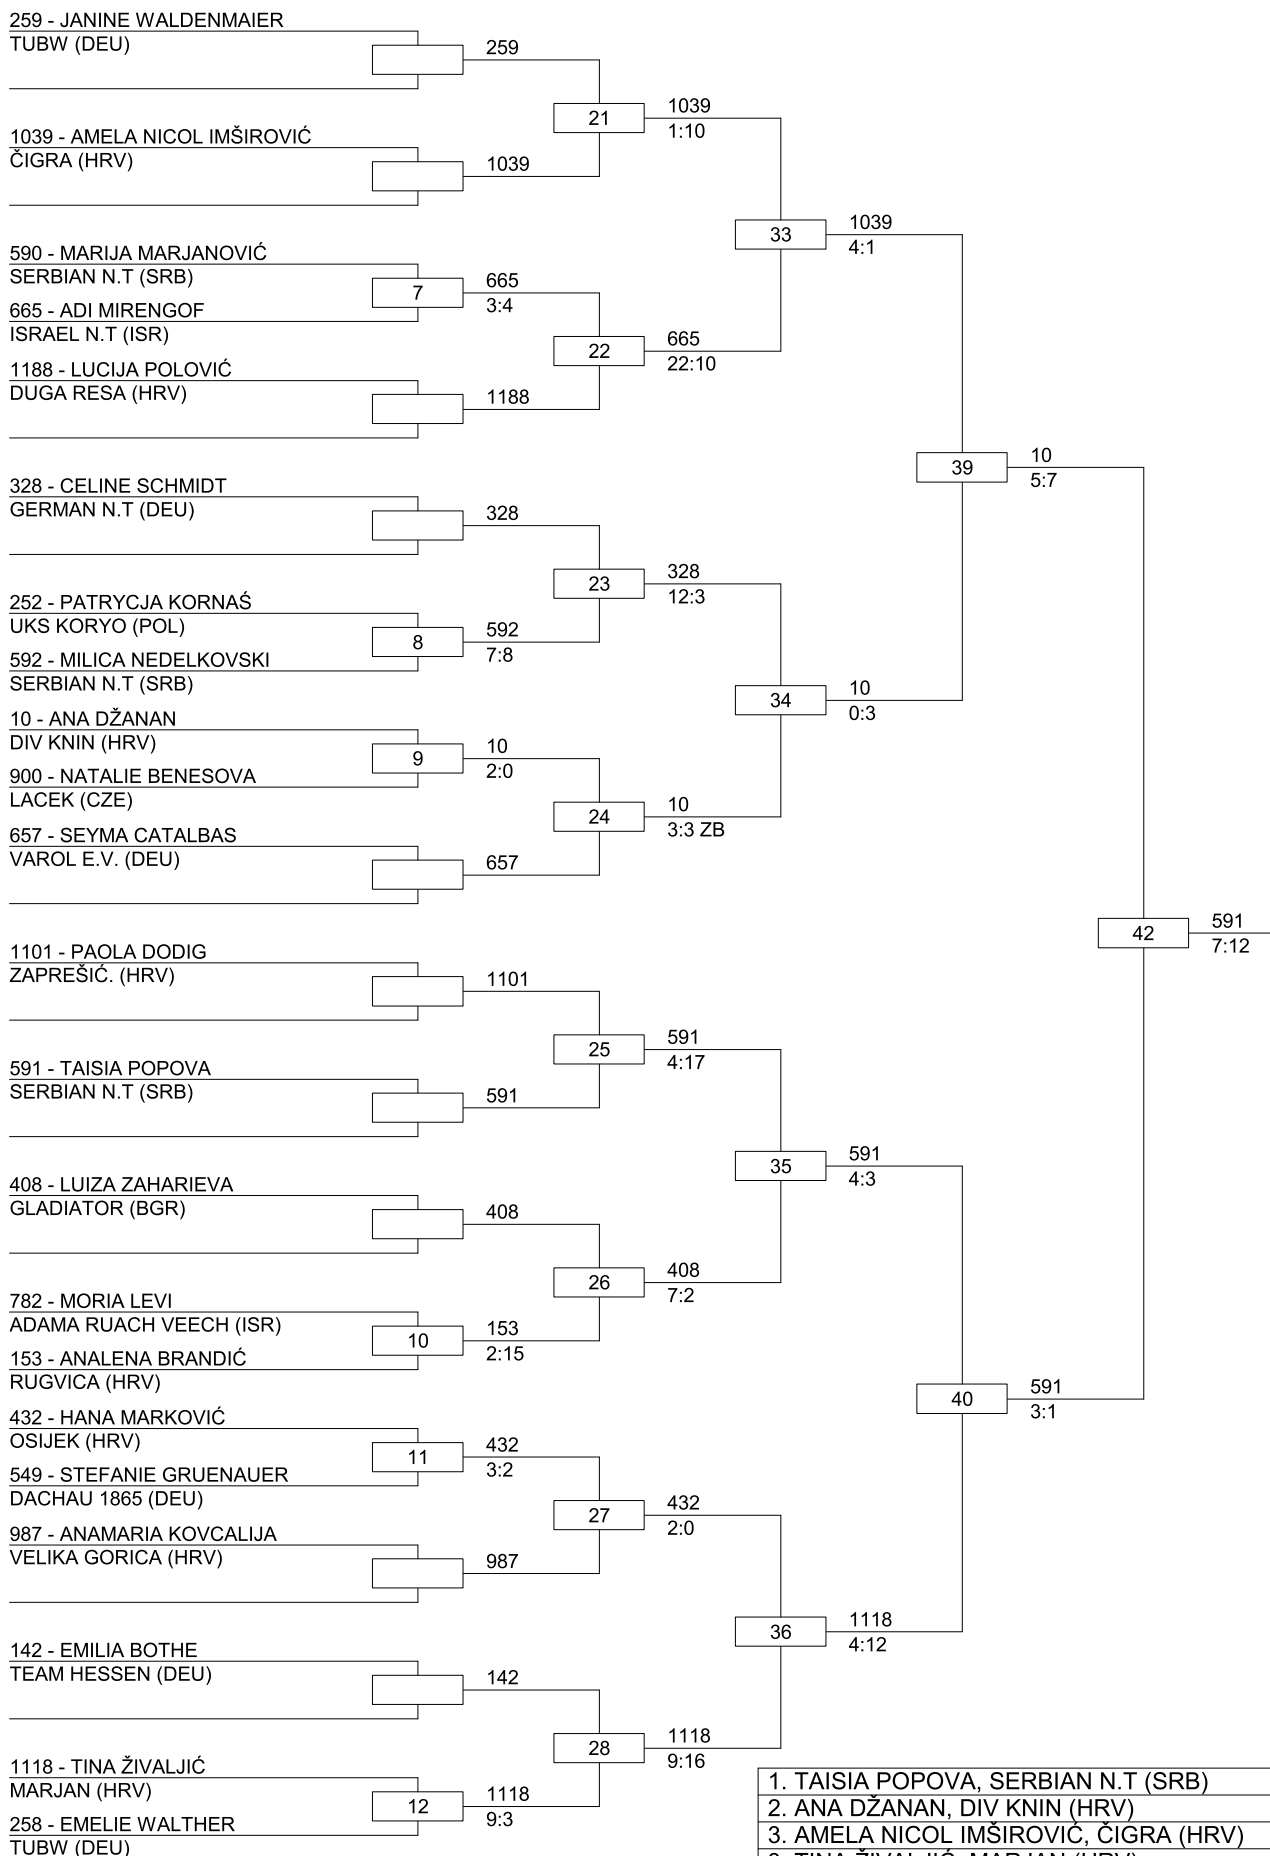 259 - JANINE WALDENMAIER
TUBW (DEU)
259
21
1039
1:10
1039 - AMELA NICOL IMŠIROVIĆ
ČIGRA (HRV)
1039
33
1039
4:1
590 - MARIJA MARJANOVIĆ
SERBIAN N.T (SRB)
7
665
3:4
665 - ADI MIRENGOF
ISRAEL N.T (ISR)
22
665
22:10
1188 - LUCIJA POLOVIĆ
DUGA RESA (HRV)
1188
39
10
5:7
328 - CELINE SCHMIDT
GERMAN N.T (DEU)
328
23
328
12:3
252 - PATRYCJA KORNAŚ
UKS KORYO (POL)
8
592
7:8
592 - MILICA NEDELKOVSKI
SERBIAN N.T (SRB)
34
10
0:3
10 - ANA DŽANAN
DIV KNIN (HRV)
9
10
2:0
900 - NATALIE BENESOVA
LACEK (CZE)
24
10
3:3 ZB
657 - SEYMA CATALBAS
VAROL E.V. (DEU)
657
42
591
7:12
1101 - PAOLA DODIG
ZAPREŠIĆ. (HRV)
1101
25
591
4:17
591 - TAISIA POPOVA
SERBIAN N.T (SRB)
591
35
591
4:3
408 - LUIZA ZAHARIEVA
GLADIATOR (BGR)
408
26
408
7:2
782 - MORIA LEVI
ADAMA RUACH VEECH (ISR)
10
153
2:15
153 - ANALENA BRANDIĆ
RUGVICA (HRV)
40
591
3:1
432 - HANA MARKOVIĆ
OSIJEK (HRV)
11
432
3:2
549 - STEFANIE GRUENAUER
DACHAU 1865 (DEU)
27
432
2:0
987 - ANAMARIA KOVCALIJA
VELIKA GORICA (HRV)
987
36
1118
4:12
142 - EMILIA BOTHE
TEAM HESSEN (DEU)
142
28
1118
9:16
1118 - TINA ŽIVALJIĆ
MARJAN (HRV)
12
1118
9:3
258 - EMELIE WALTHER
TUBW (DEU)
1. TAISIA POPOVA, SERBIAN N.T (SRB)
2. ANA DŽANAN, DIV KNIN (HRV)
3. AMELA NICOL IMŠIROVIĆ, ČIGRA (HRV)
3. TINA ŽIVALJIĆ, MARJAN (HRV)